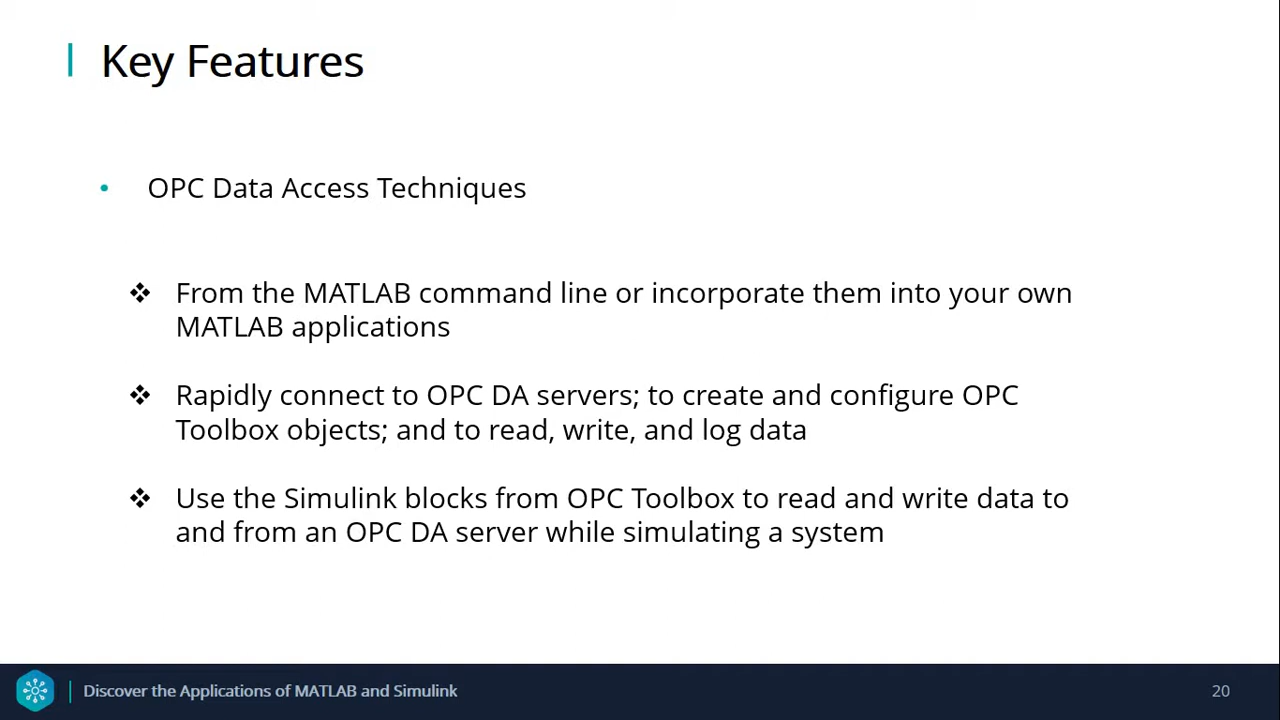 Key Features
• OPC Data Access Techniques
❖ From the MATLAB command line or incorporate them into your own
MATLAB applications
❖ Rapidly connect to OPC DA servers; to create and configure OPC
Toolbox objects; and to read, write, and log data
❖ Use the Simulink blocks from OPC Toolbox to read and write data to
and from an OPC DA server while simulating a system
Discover the Applications of MATLAB and Simulink
20